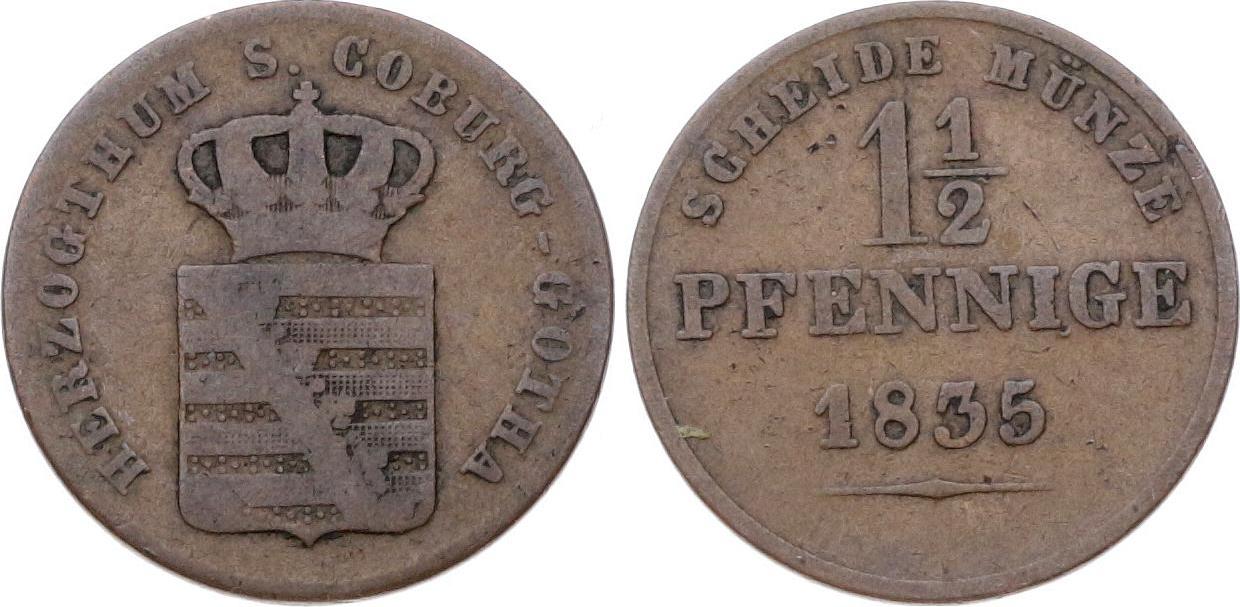 HERZOGTHUM S. COBURG-GOTHA
SCHEIDE MÜNZE
1 1/2
PFENNIGE
1835